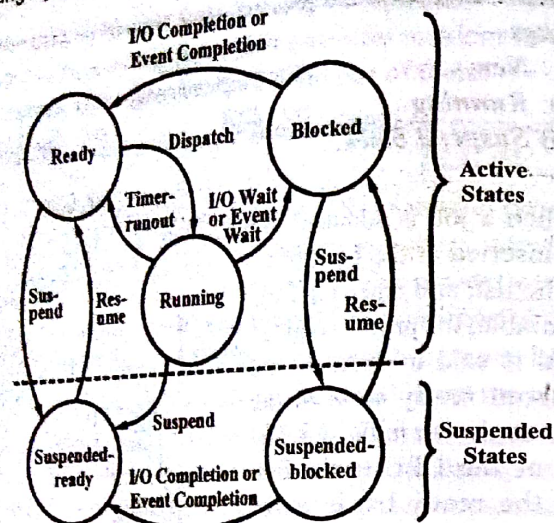 I/O Completion or
Event Completion
Ready
Dispatch
Blocked
Active
States
Timer-
runout
I/O Wait
or Event
Wait
Running
Sus-
pend
Res-
ume
Sus-
pend
Res-
ume
Suspend
Suspended-
ready
Suspended-
blocked
Suspended
States
I/O Completion or
Event Completion